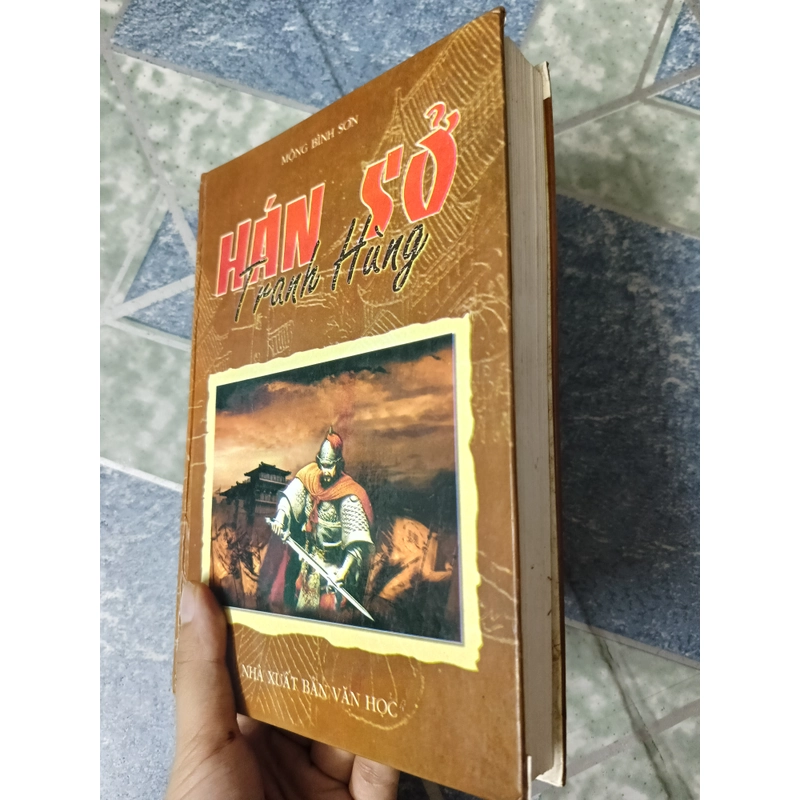 MỘNG BÌNH SƠN
HÁN SỞ
Tranh Hùng
NHÀ XUẤT BẢN VĂN HỌC